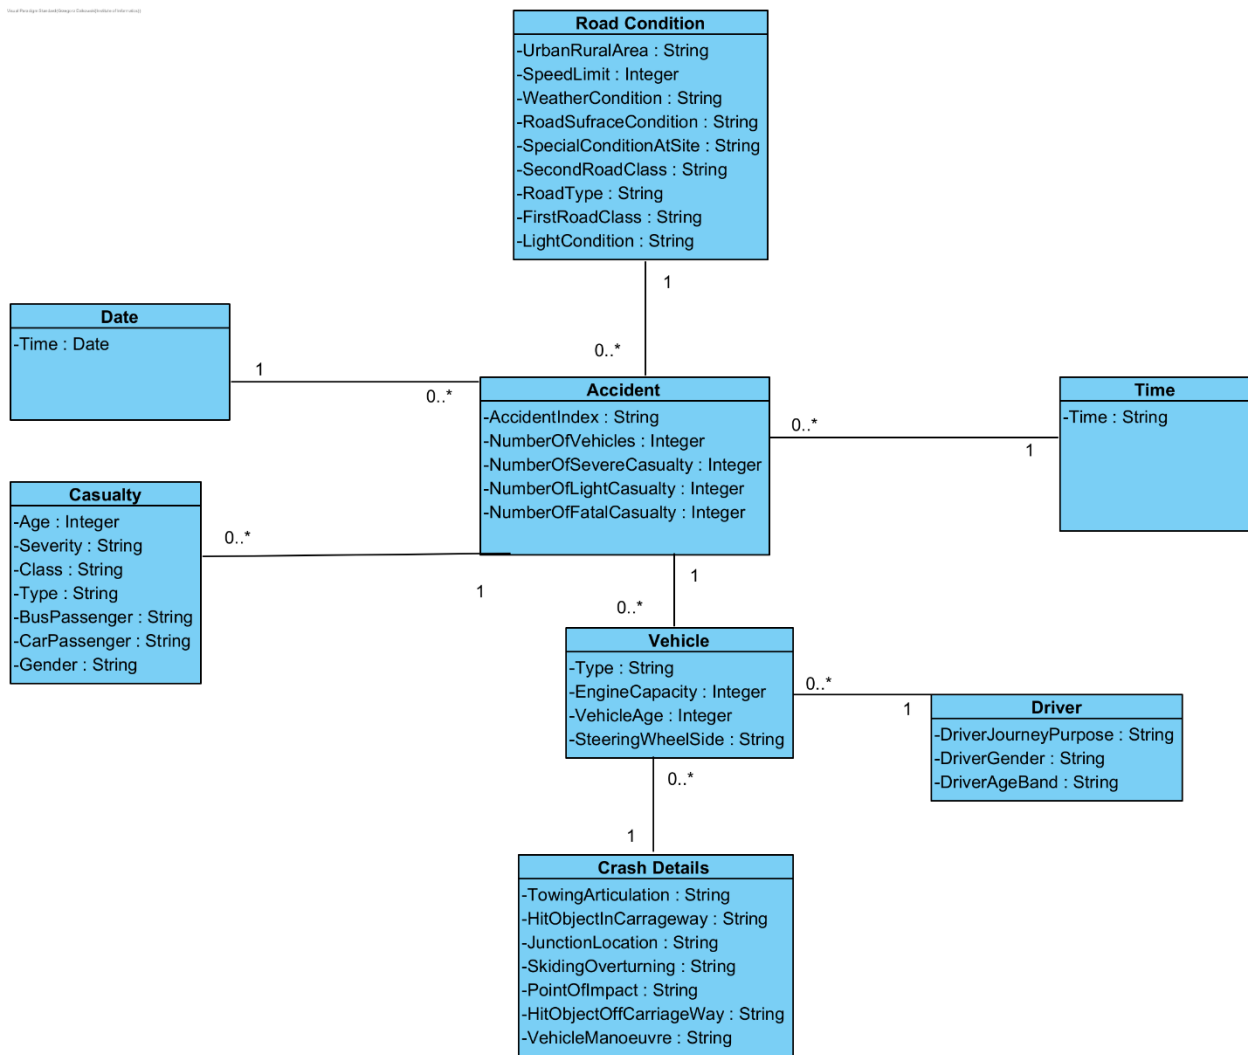 Road Condition
-UrbanRuralArea : String
-SpeedLimit : Integer
-WeatherCondition : String
-RoadSufraceCondition : String
-SpecialConditionAtSite : String
-SecondRoadClass : String
-RoadType : String
-FirstRoadClass : String
-LightCondition : String
1
0..*
Date
-Time : Date
1
0..*
Accident
-AccidentIndex : String
-NumberOfVehicles : Integer
-NumberOfSevereCasualty : Integer
-NumberOfLightCasualty : Integer
-NumberOfFatalCasualty : Integer
0..*
1
Time
-Time : String
Casualty
-Age : Integer
-Severity : String
-Class : String
-Type : String
-BusPassenger : String
-CarPassenger : String
-Gender : String
0..*
1
1
0..*
Vehicle
-Type : String
-EngineCapacity : Integer
-VehicleAge : Integer
-SteeringWheelSide : String
0..*
1
Driver
-DriverJourneyPurpose : String
-DriverGender : String
-DriverAgeBand : String
0..*
1
Crash Details
-TowingArticulation : String
-HitObjectInCarrageway : String
-JunctionLocation : String
-SkidingOverturning : String
-PointOfImpact : String
-HitObjectOffCarriageWay : String
-VehicleManoeuvre : String